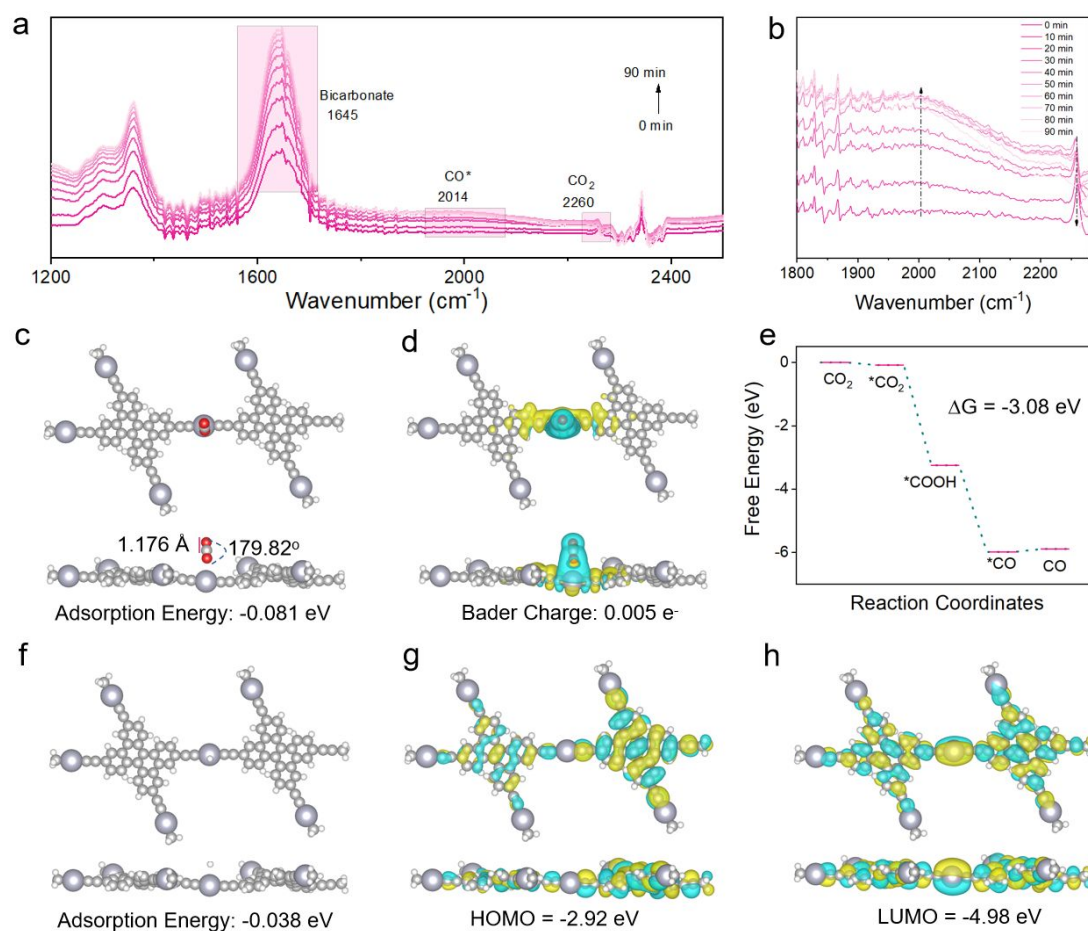 a
90 min
0 min
Bicarbonate
1645
CO*
2014
CO₂
2260
1200
1600
2000
2400
Wavenumber (cm⁻¹)
b
0 min
10 min
20 min
30 min
40 min
50 min
60 min
70 min
80 min
90 min
1800
1900
2000
2100
2200
Wavenumber (cm⁻¹)
c
1.176 Å
179.82º
Adsorption Energy: -0.081 eV
d
Bader Charge: 0.005 e⁻
e
Free Energy (eV)
0
-2
-4
-6
CO₂
*CO₂
ΔG = -3.08 eV
*COOH
*CO
CO
Reaction Coordinates
f
Adsorption Energy: -0.038 eV
g
HOMO = -2.92 eV
h
LUMO = -4.98 eV